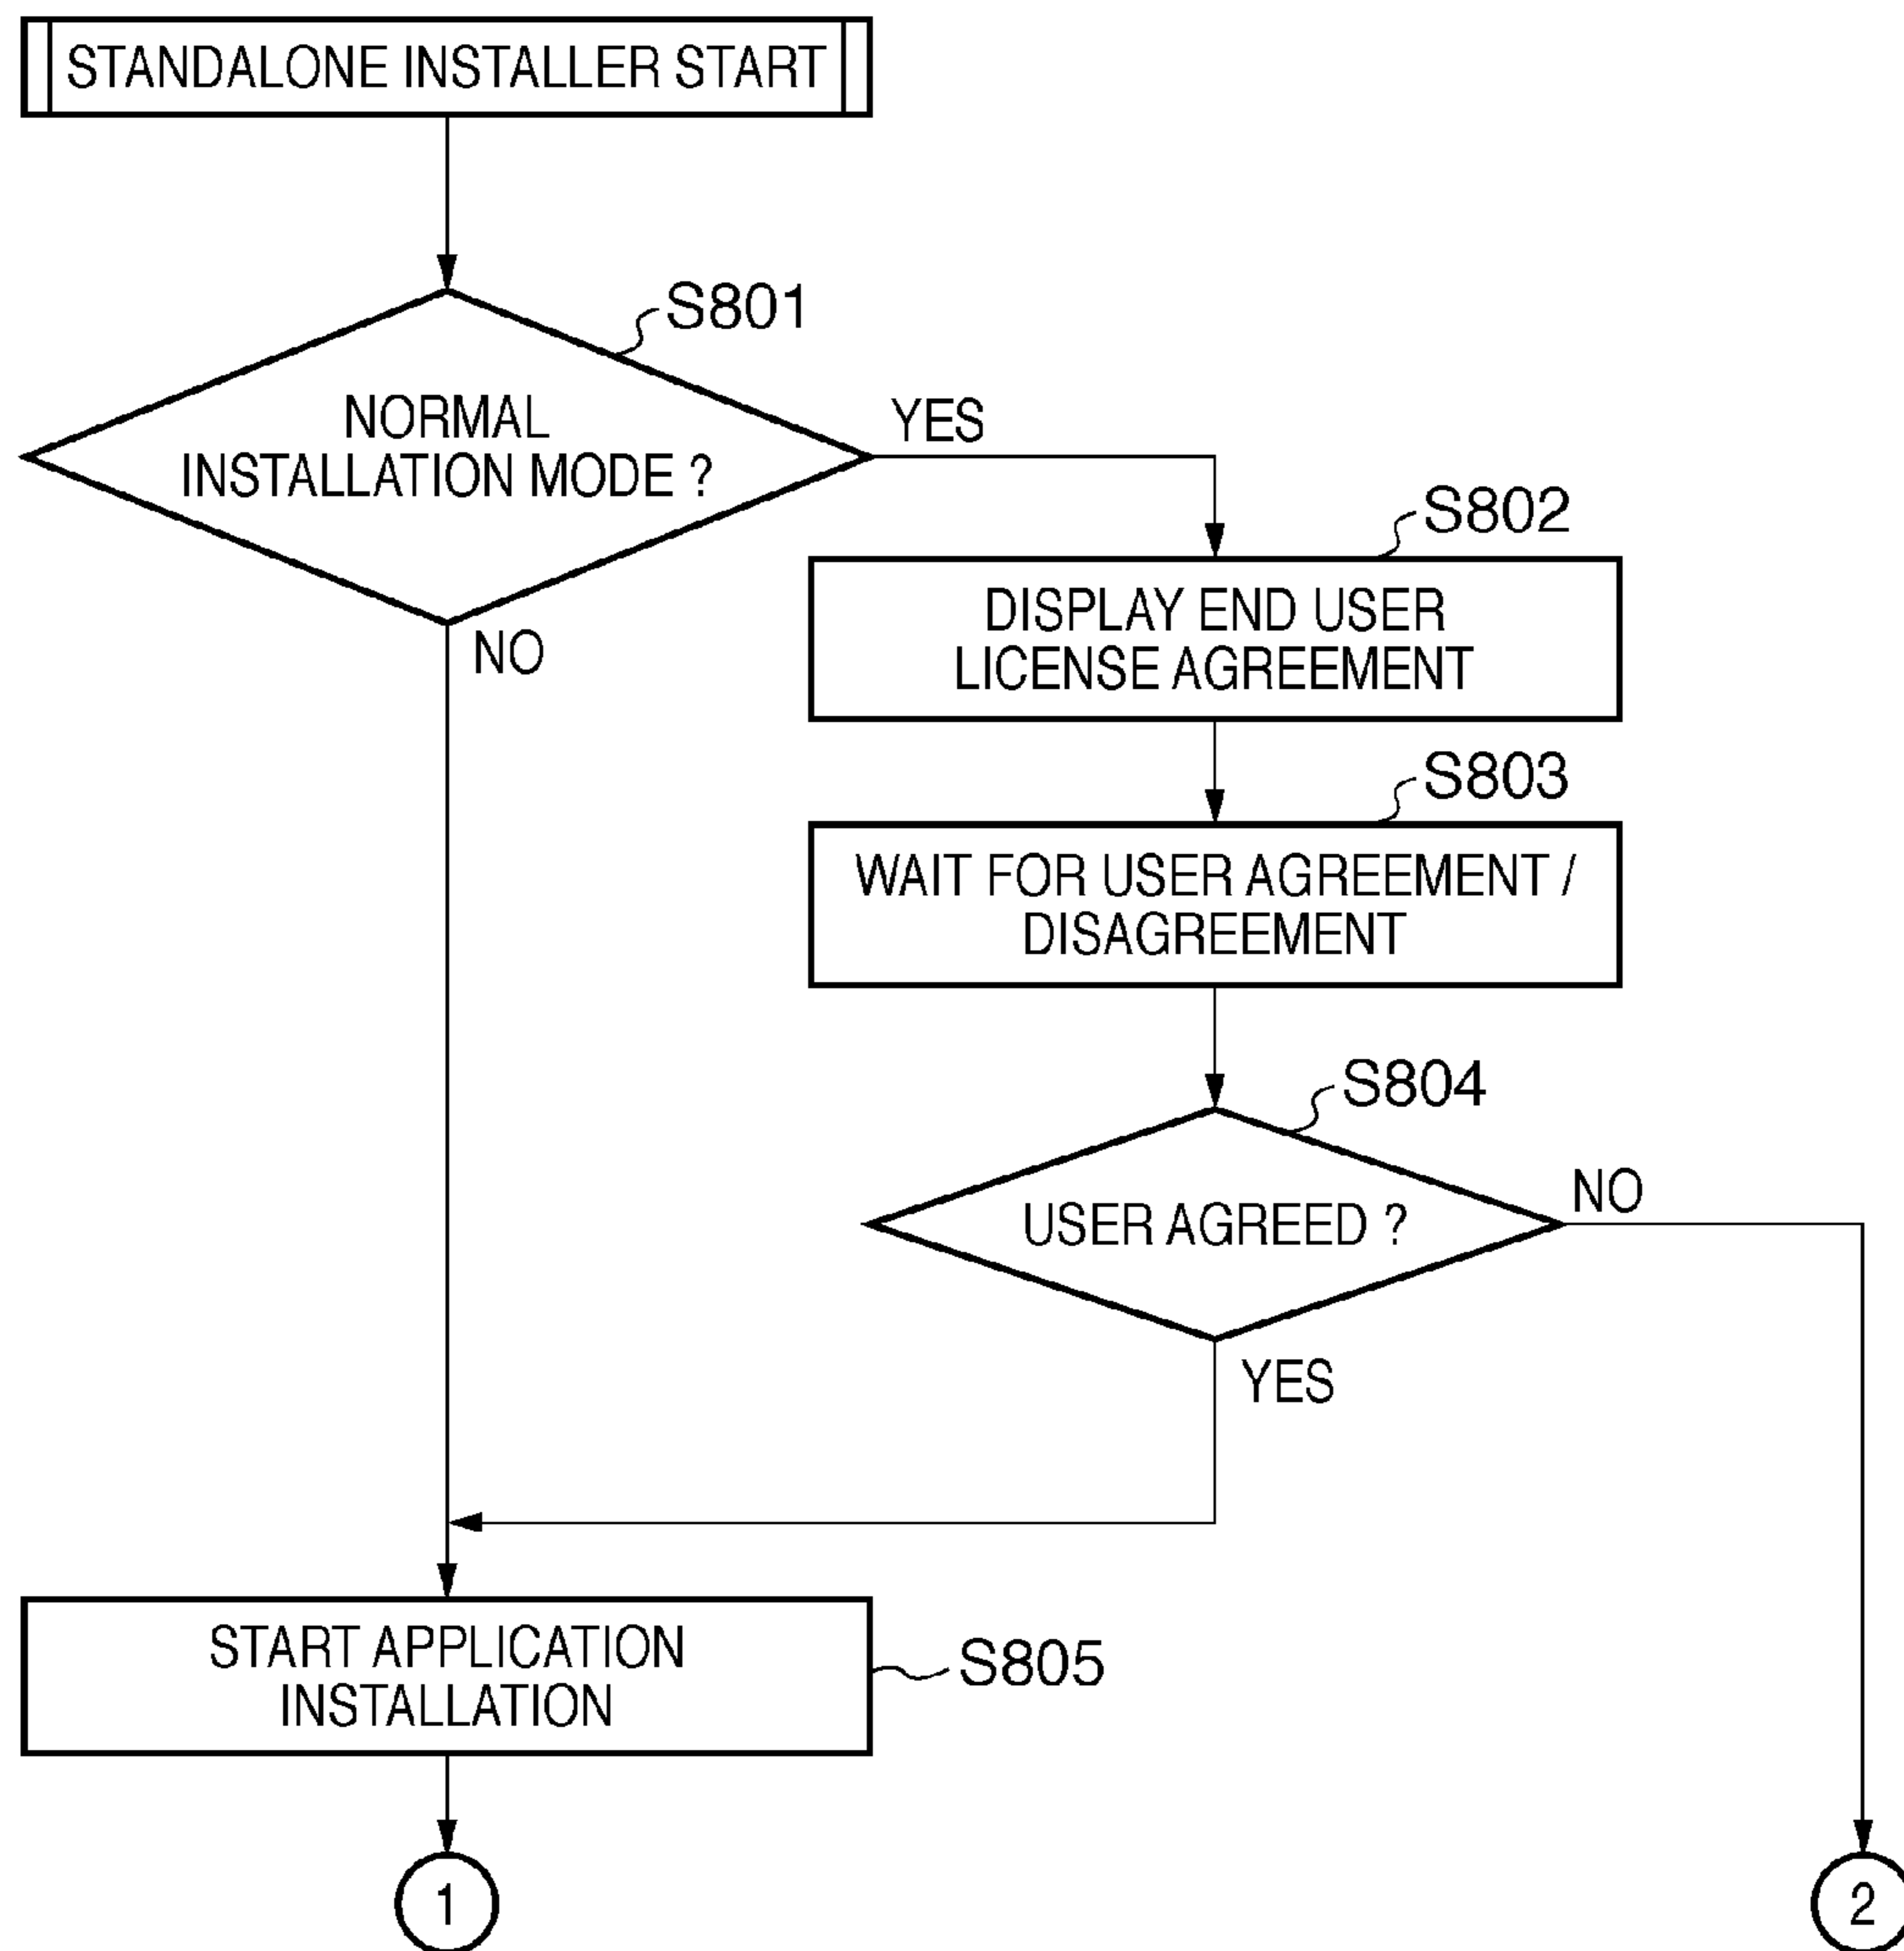 STANDALONE INSTALLER START
S801
NORMAL
INSTALLATION MODE ?
YES
NO
S802
DISPLAY END USER
LICENSE AGREEMENT
S803
WAIT FOR USER AGREEMENT /
DISAGREEMENT
S804
USER AGREED ?
NO
YES
START APPLICATION
INSTALLATION
S805
1
2